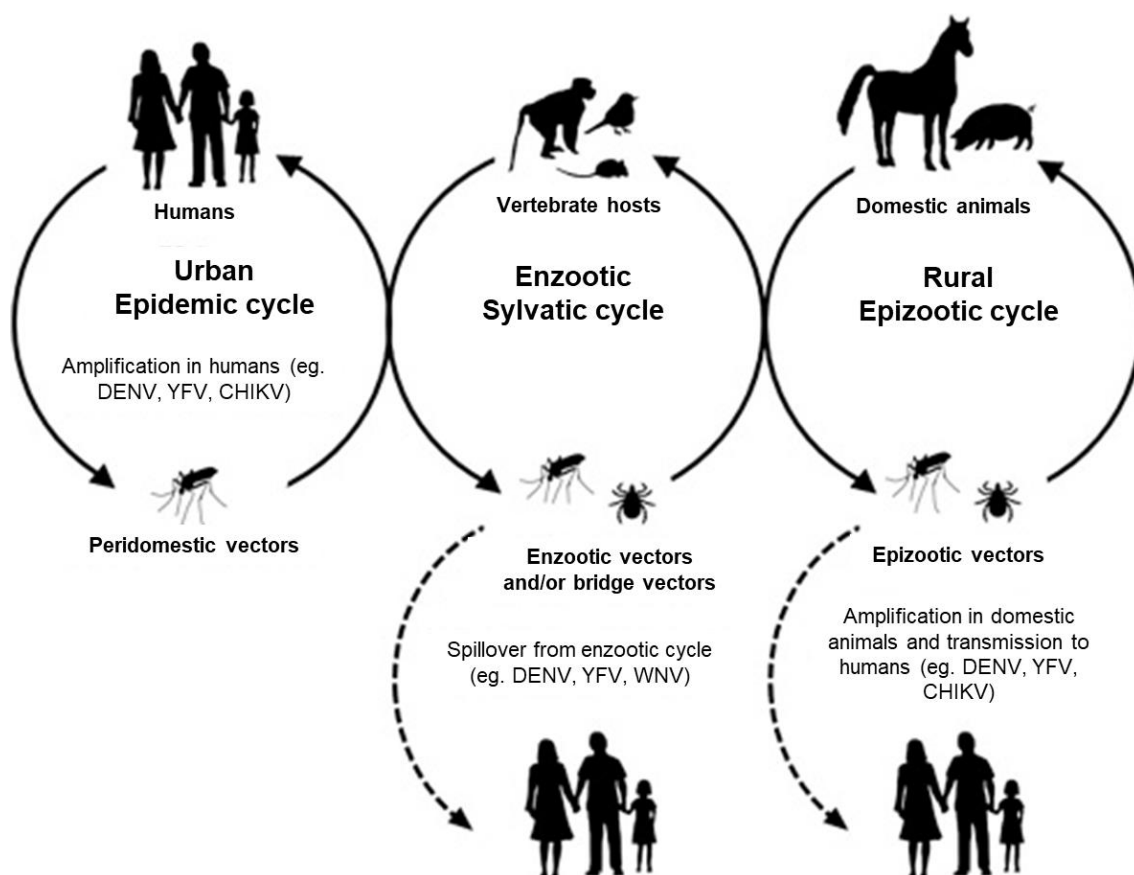 Humans
Urban
Epidemic cycle
Amplification in humans (eg.
DENV, YFV, CHIKV)
Peridomestic vectors
Vertebrate hosts
Enzootic
Sylvatic cycle
Enzootic vectors
and/or bridge vectors
Spillover from enzootic cycle
(eg. DENV, YFV, WNV)
Domestic animals
Rural
Epizootic cycle
Epizootic vectors
Amplification in domestic
animals and transmission to
humans (eg. DENV, YFV,
CHIKV)